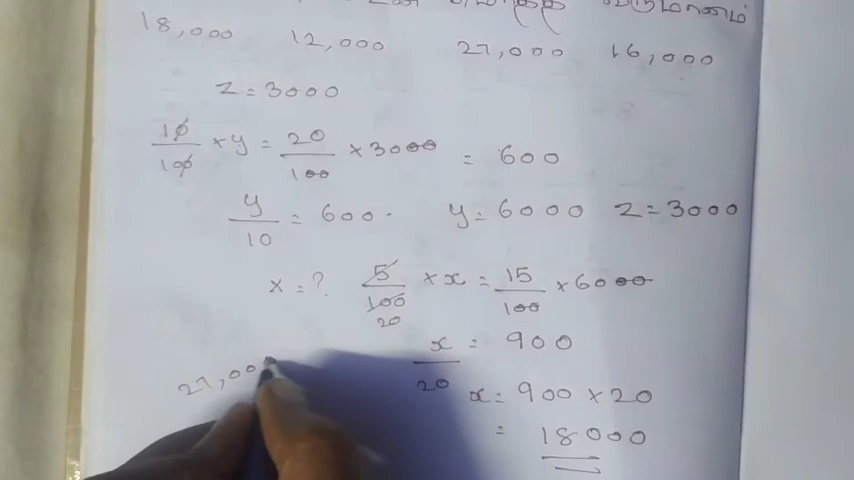 18,000 12,000 27,000 16,000
z = 3000
10/100 × y = 20/100 × 3000 = 600
y/10 = 600. y = 6000 z = 3000
x = ? 5/100 × x = 15/100 × 6000
20
x/20 = 900
x = 900 × 20
27,000
= 18000